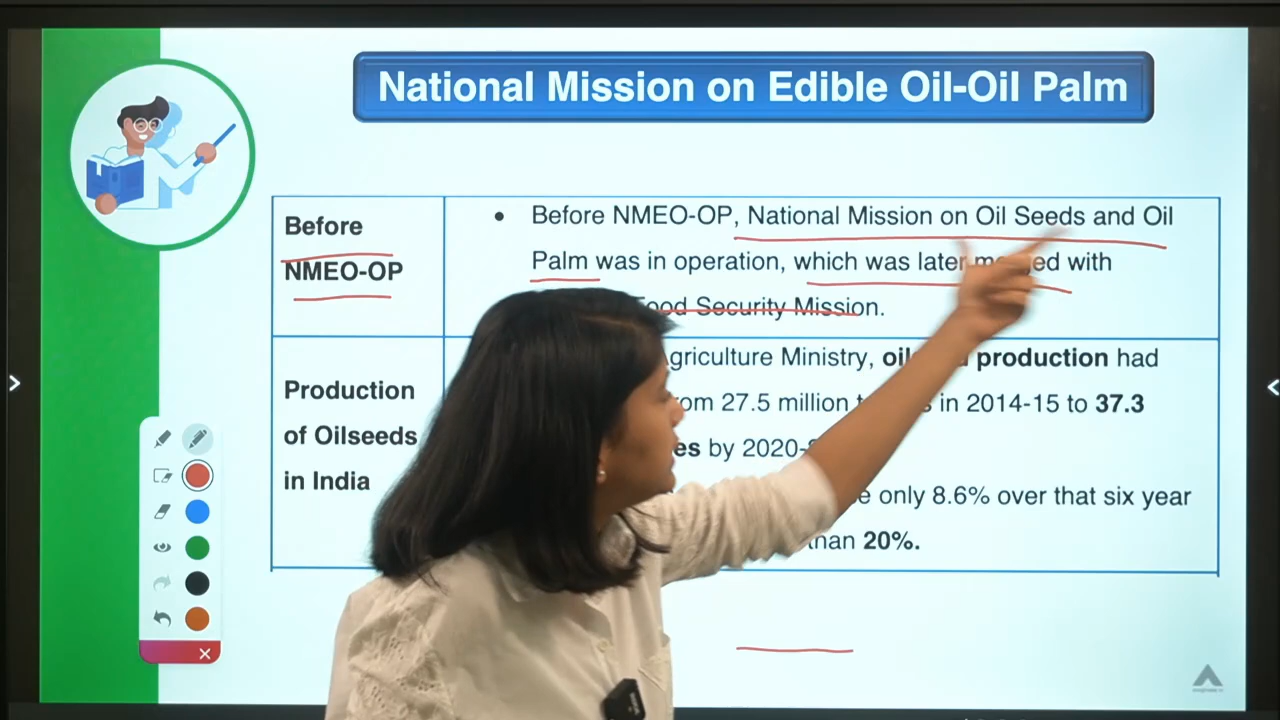 National Mission on Edible Oil-Oil Palm
Before
NMEO-OP
• Before NMEO-OP, National Mission on Oil Seeds and Oil
Palm was in operation, which was later with
Food Security Mission.
Production
of Oilseeds
in India
Agriculture Ministry, production had
27.5 million in 2014-15 to 37.3
by
only 8.6% over that six year
than 20%.